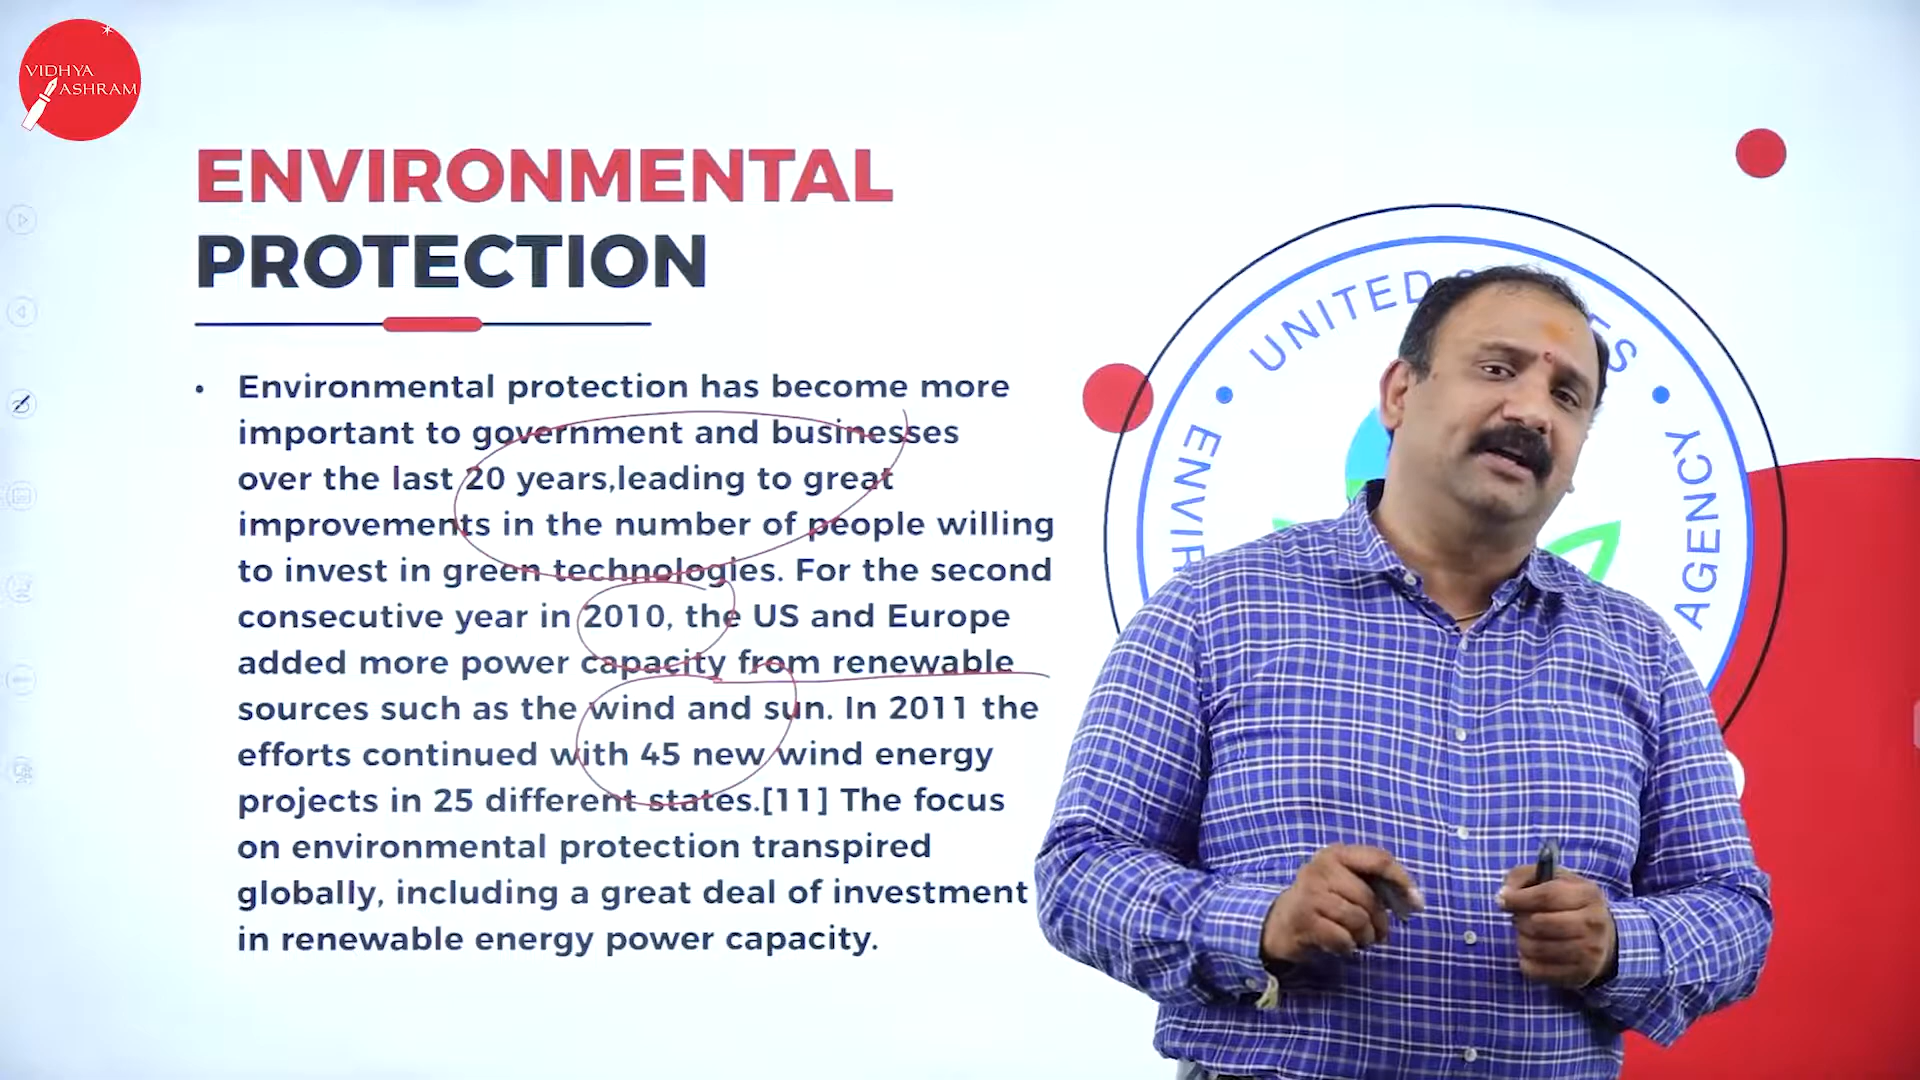 VIDHYA
ASHRAM
ENVIRONMENTAL
PROTECTION
• Environmental protection has become more
important to government and businesses
over the last 20 years,leading to great
improvements in the number of people willing
to invest in green technologies. For the second
consecutive year in 2010, the US and Europe
added more power capacity from renewable
sources such as the wind and sun. In 2011 the
efforts continued with 45 new wind energy
projects in 25 different states.[11] The focus
on environmental protection transpired
globally, including a great deal of investment
in renewable energy power capacity.
UNITED
AGENCY